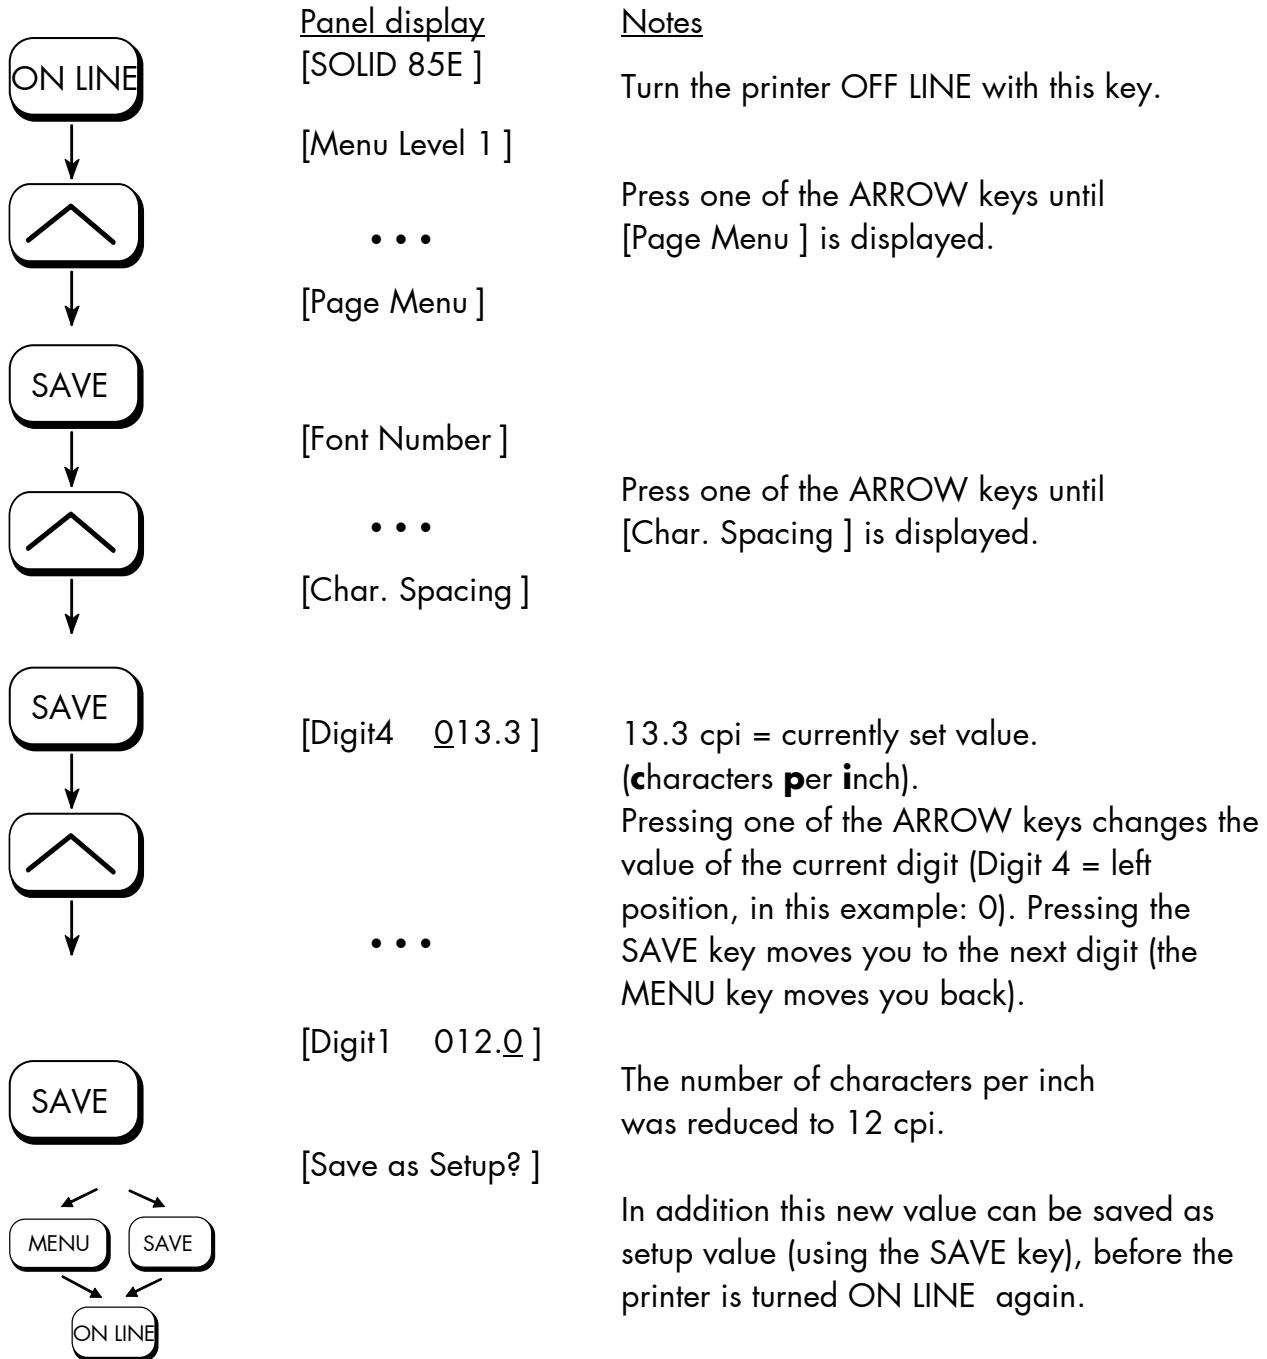 Panel display Notes
ON LINE
[SOLID 85E ]
Turn the printer OFF LINE with this key.
[Menu Level 1 ]
Press one of the ARROW keys until
• • •
[Page Menu ] is displayed.
[Page Menu ]
SAVE
[Font Number ]
Press one of the ARROW keys until
• • •
[Char. Spacing ] is displayed.
[Char. Spacing ]
SAVE
[Digit4 013.3 ]
13.3 cpi = currently set value.
(characters per inch).
Pressing one of the ARROW keys changes the
value of the current digit (Digit 4 = left
position, in this example: 0). Pressing the
• • •
SAVE key moves you to the next digit (the
MENU key moves you back).
[Digit1 012.0 ]
SAVE
The number of characters per inch
was reduced to 12 cpi.
[Save as Setup? ]
In addition this new value can be saved as
MENU SAVE
setup value (using the SAVE key), before the
printer is turned ON LINE again.
ON LINE